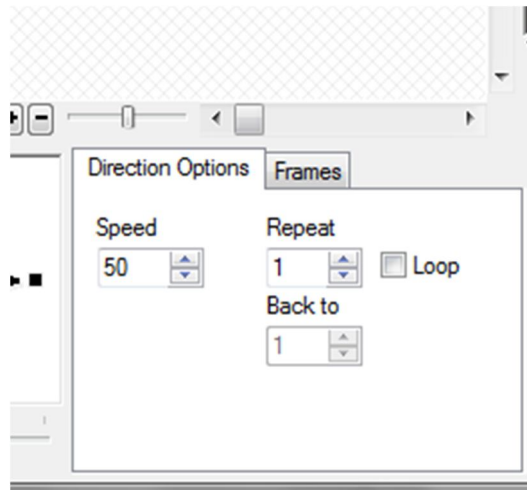 Direction Options Frames
Speed Repeat
50 1 Loop
Back to
1